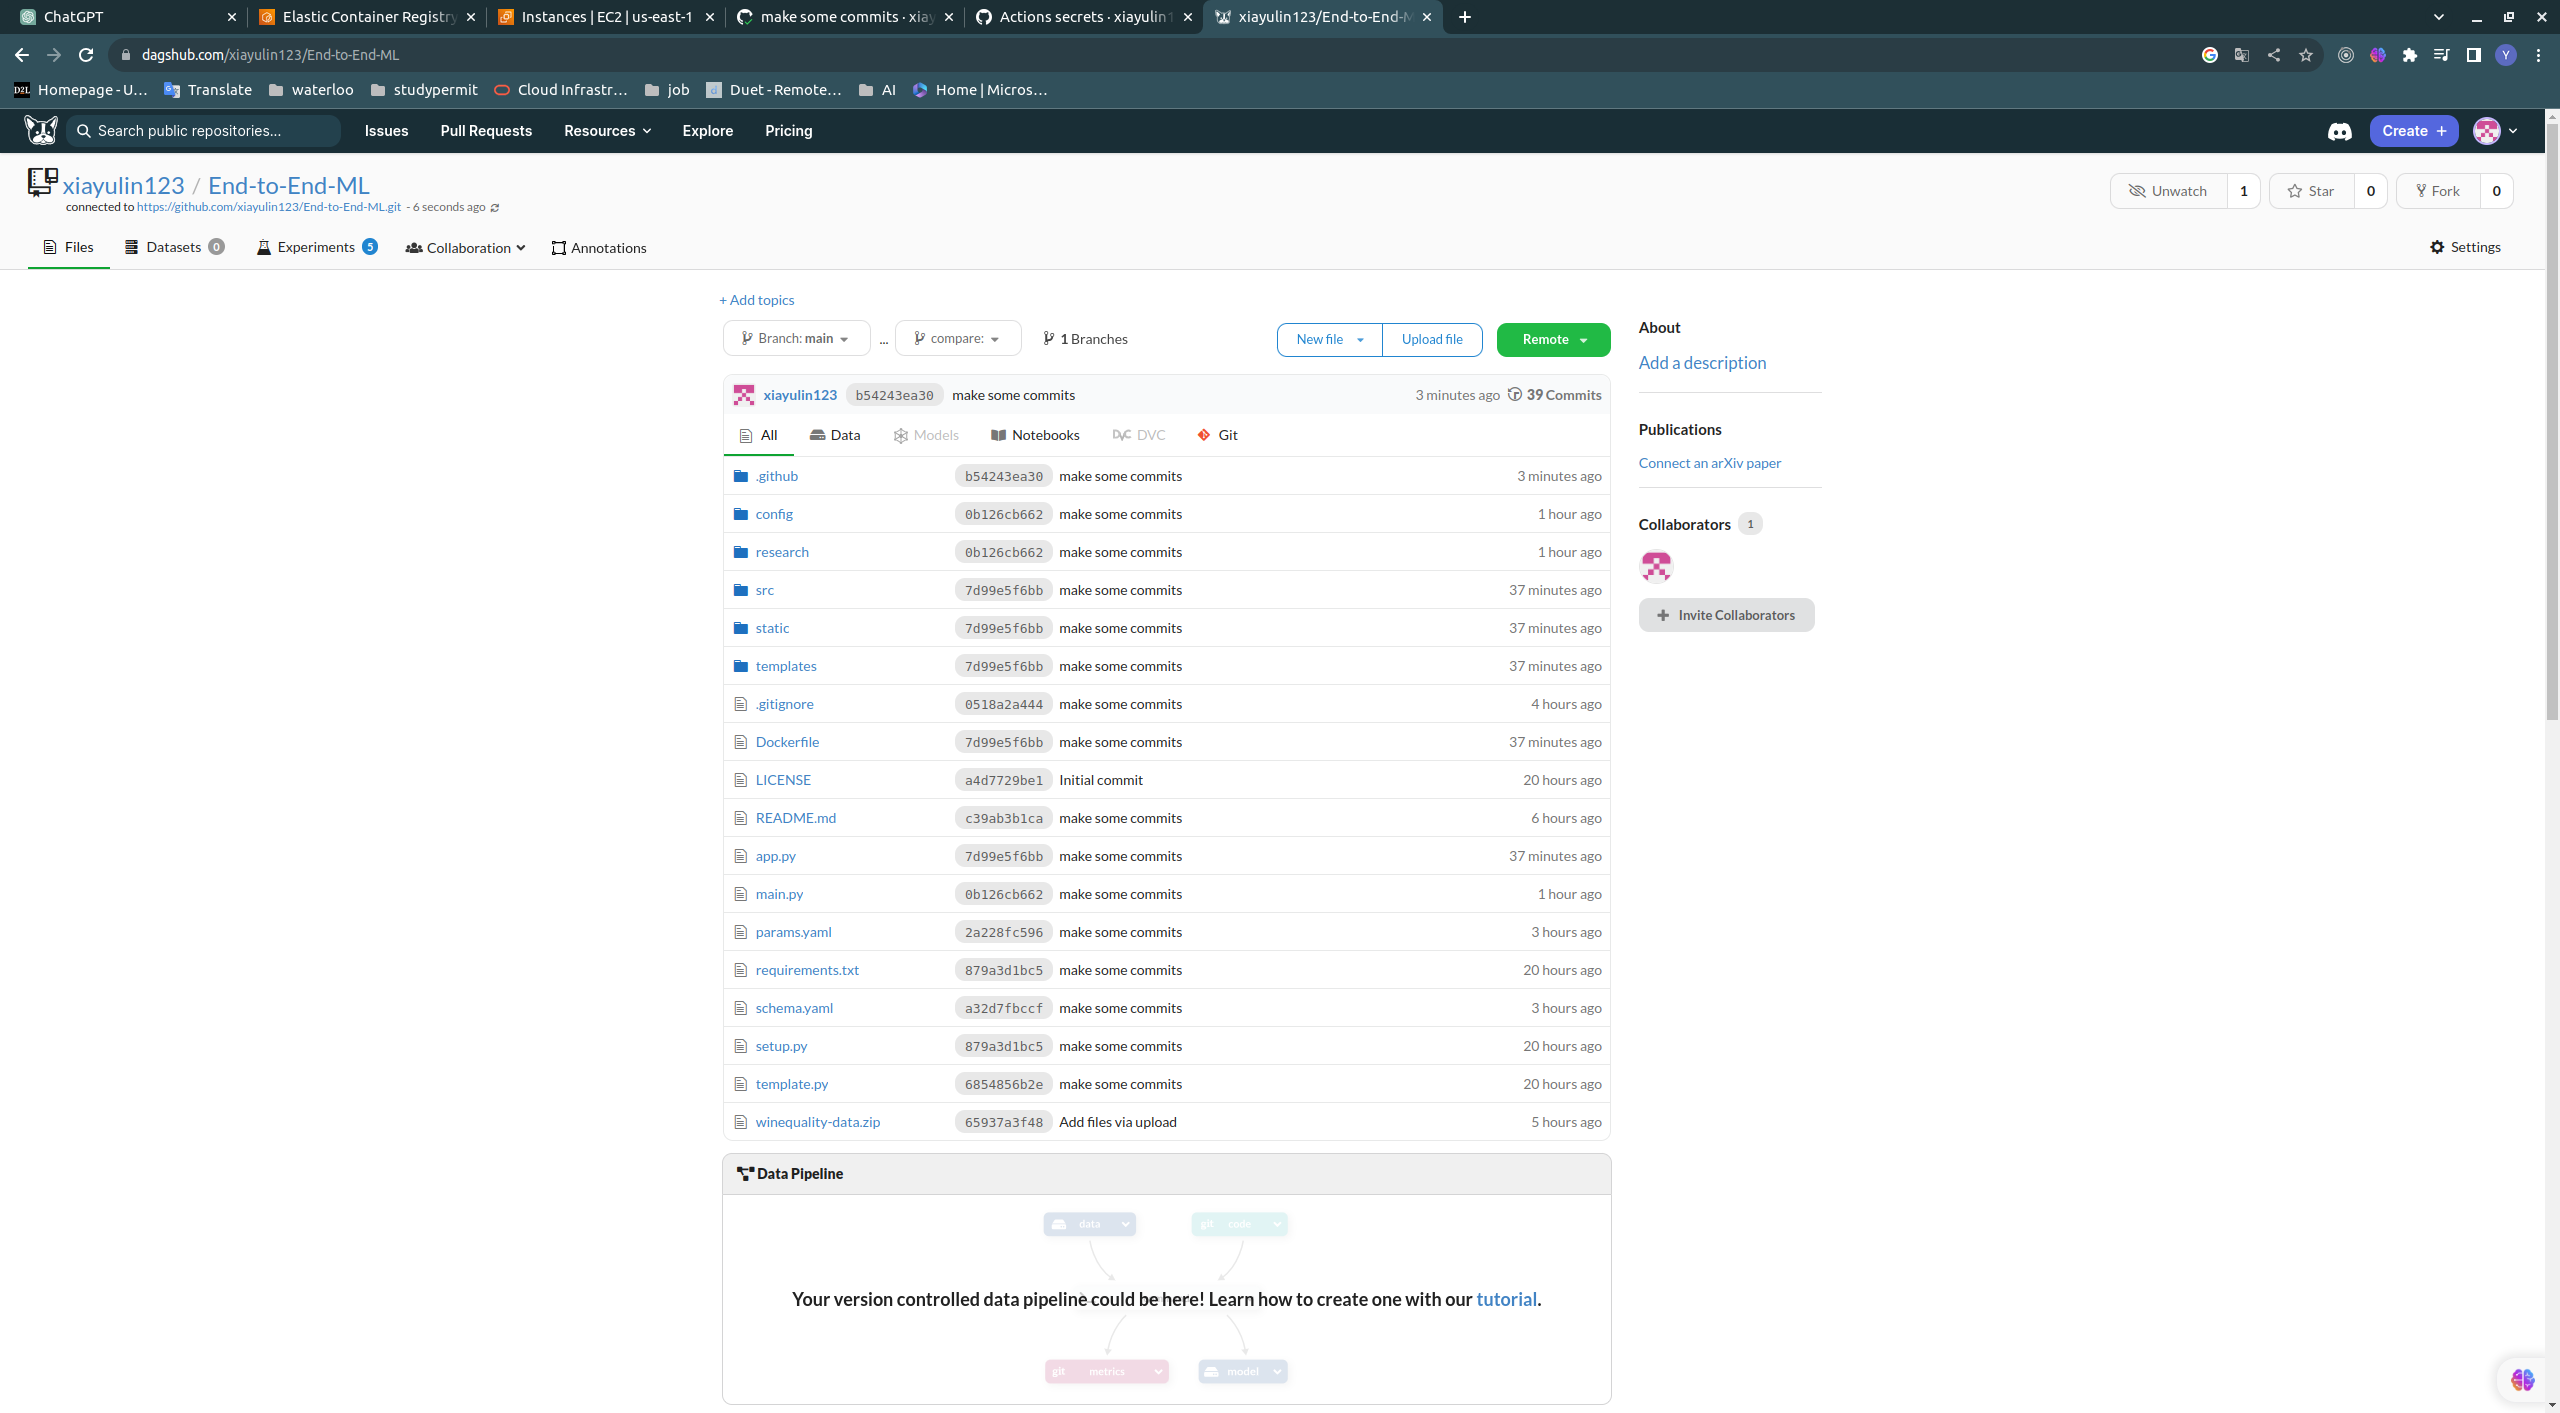 ChatGPT
Elastic Container Registry
Instances | EC2 | us-east-1
make some commits · xiay
Actions secrets · xiayulin1
xiayulin123/End-to-End-M
dagshub.com/xiayulin123/End-to-End-ML
Y
D2L Homepage - U...
Translate
waterloo
studypermit
Cloud Infrastr...
job
Duet - Remote...
AI
Home | Micros...
Search public repositories...
Issues
Pull Requests
Resources
Explore
Pricing
Create +
xiayulin123 / End-to-End-ML
connected to https://github.com/xiayulin123/End-to-End-ML.git - 6 seconds ago
Unwatch 1
Star 0
Fork 0
Files
Datasets 0
Experiments 5
Collaboration
Annotations
Settings
+ Add topics
Branch: main
...
compare:
1 Branches
New file
Upload file
Remote
xiayulin123 b54243ea30 make some commits 3 minutes ago 39 Commits
All Data Models Notebooks DVC DVC Git
.github b54243ea30 make some commits 3 minutes ago
config 0b126cb662 make some commits 1 hour ago
research 0b126cb662 make some commits 1 hour ago
src 7d99e5f6bb make some commits 37 minutes ago
static 7d99e5f6bb make some commits 37 minutes ago
templates 7d99e5f6bb make some commits 37 minutes ago
.gitignore 0518a2a444 make some commits 4 hours ago
Dockerfile 7d99e5f6bb make some commits 37 minutes ago
LICENSE a4d7729be1 Initial commit 20 hours ago
README.md c39ab3b1ca make some commits 6 hours ago
app.py 7d99e5f6bb make some commits 37 minutes ago
main.py 0b126cb662 make some commits 1 hour ago
params.yaml 2a228fc596 make some commits 3 hours ago
requirements.txt 879a3d1bc5 make some commits 20 hours ago
schema.yaml a32d7fbccf make some commits 3 hours ago
setup.py 879a3d1bc5 make some commits 20 hours ago
template.py 6854856b2e make some commits 20 hours ago
winequality-data.zip 65937a3f48 Add files via upload 5 hours ago
About
Add a description
Publications
Connect an arXiv paper
Collaborators 1
+ Invite Collaborators
Data Pipeline
data
git code
Your version controlled data pipeline could be here! Learn how to create one with our tutorial.
git metrics
model